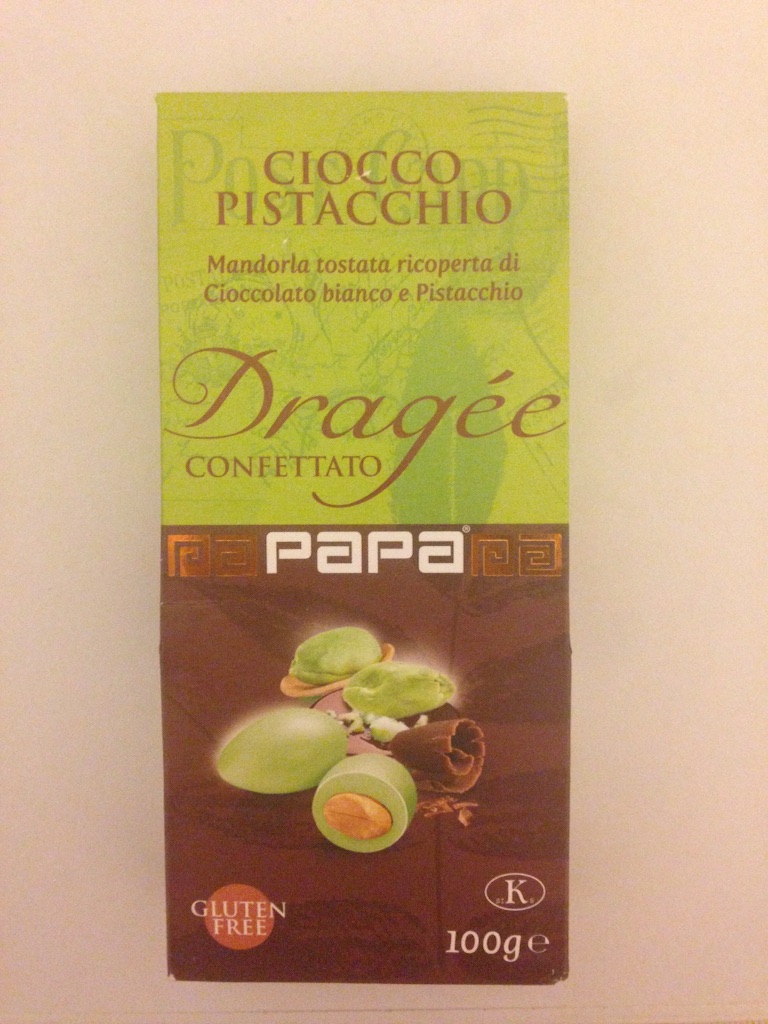 CIOCCO
PISTACCHIO
Mandorla tostata ricoperta di
Cioccolato bianco e Pistacchio
Dragée
CONFETTATO
PAPA®
GLUTEN
FREE
K
100g e